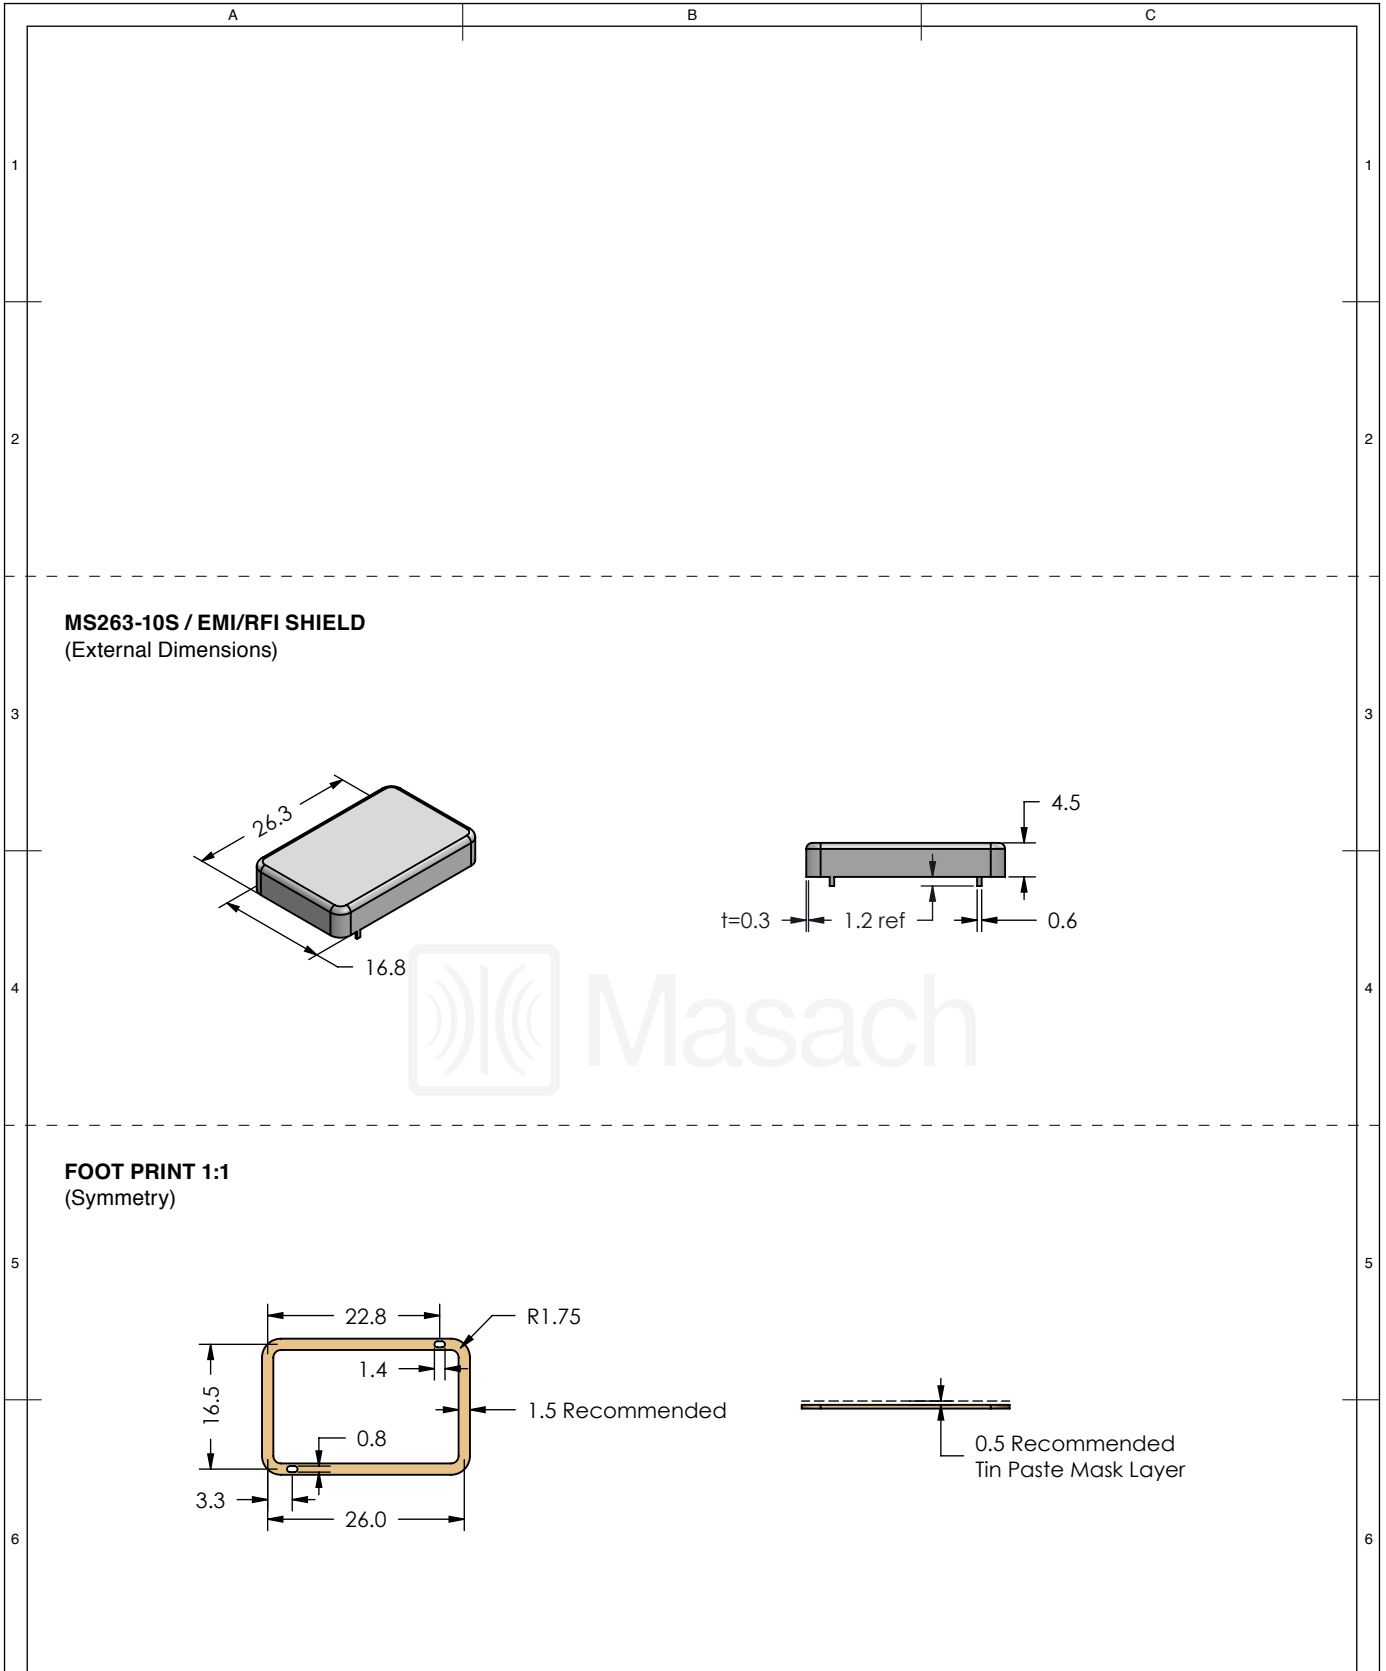 A B C
1 1
2 2
MS263-10S / EMI/RFI SHIELD
(External Dimensions)
3 3
26.3
4.5
t=0.3 1.2 ref 0.6
16.8
4 4
Masach
FOOT PRINT 1:1
(Symmetry)
5 5
22.8 R1.75
1.4
16.5
1.5 Recommended
0.8
0.5 Recommended
Tin Paste Mask Layer
3.3
26.0
6 6